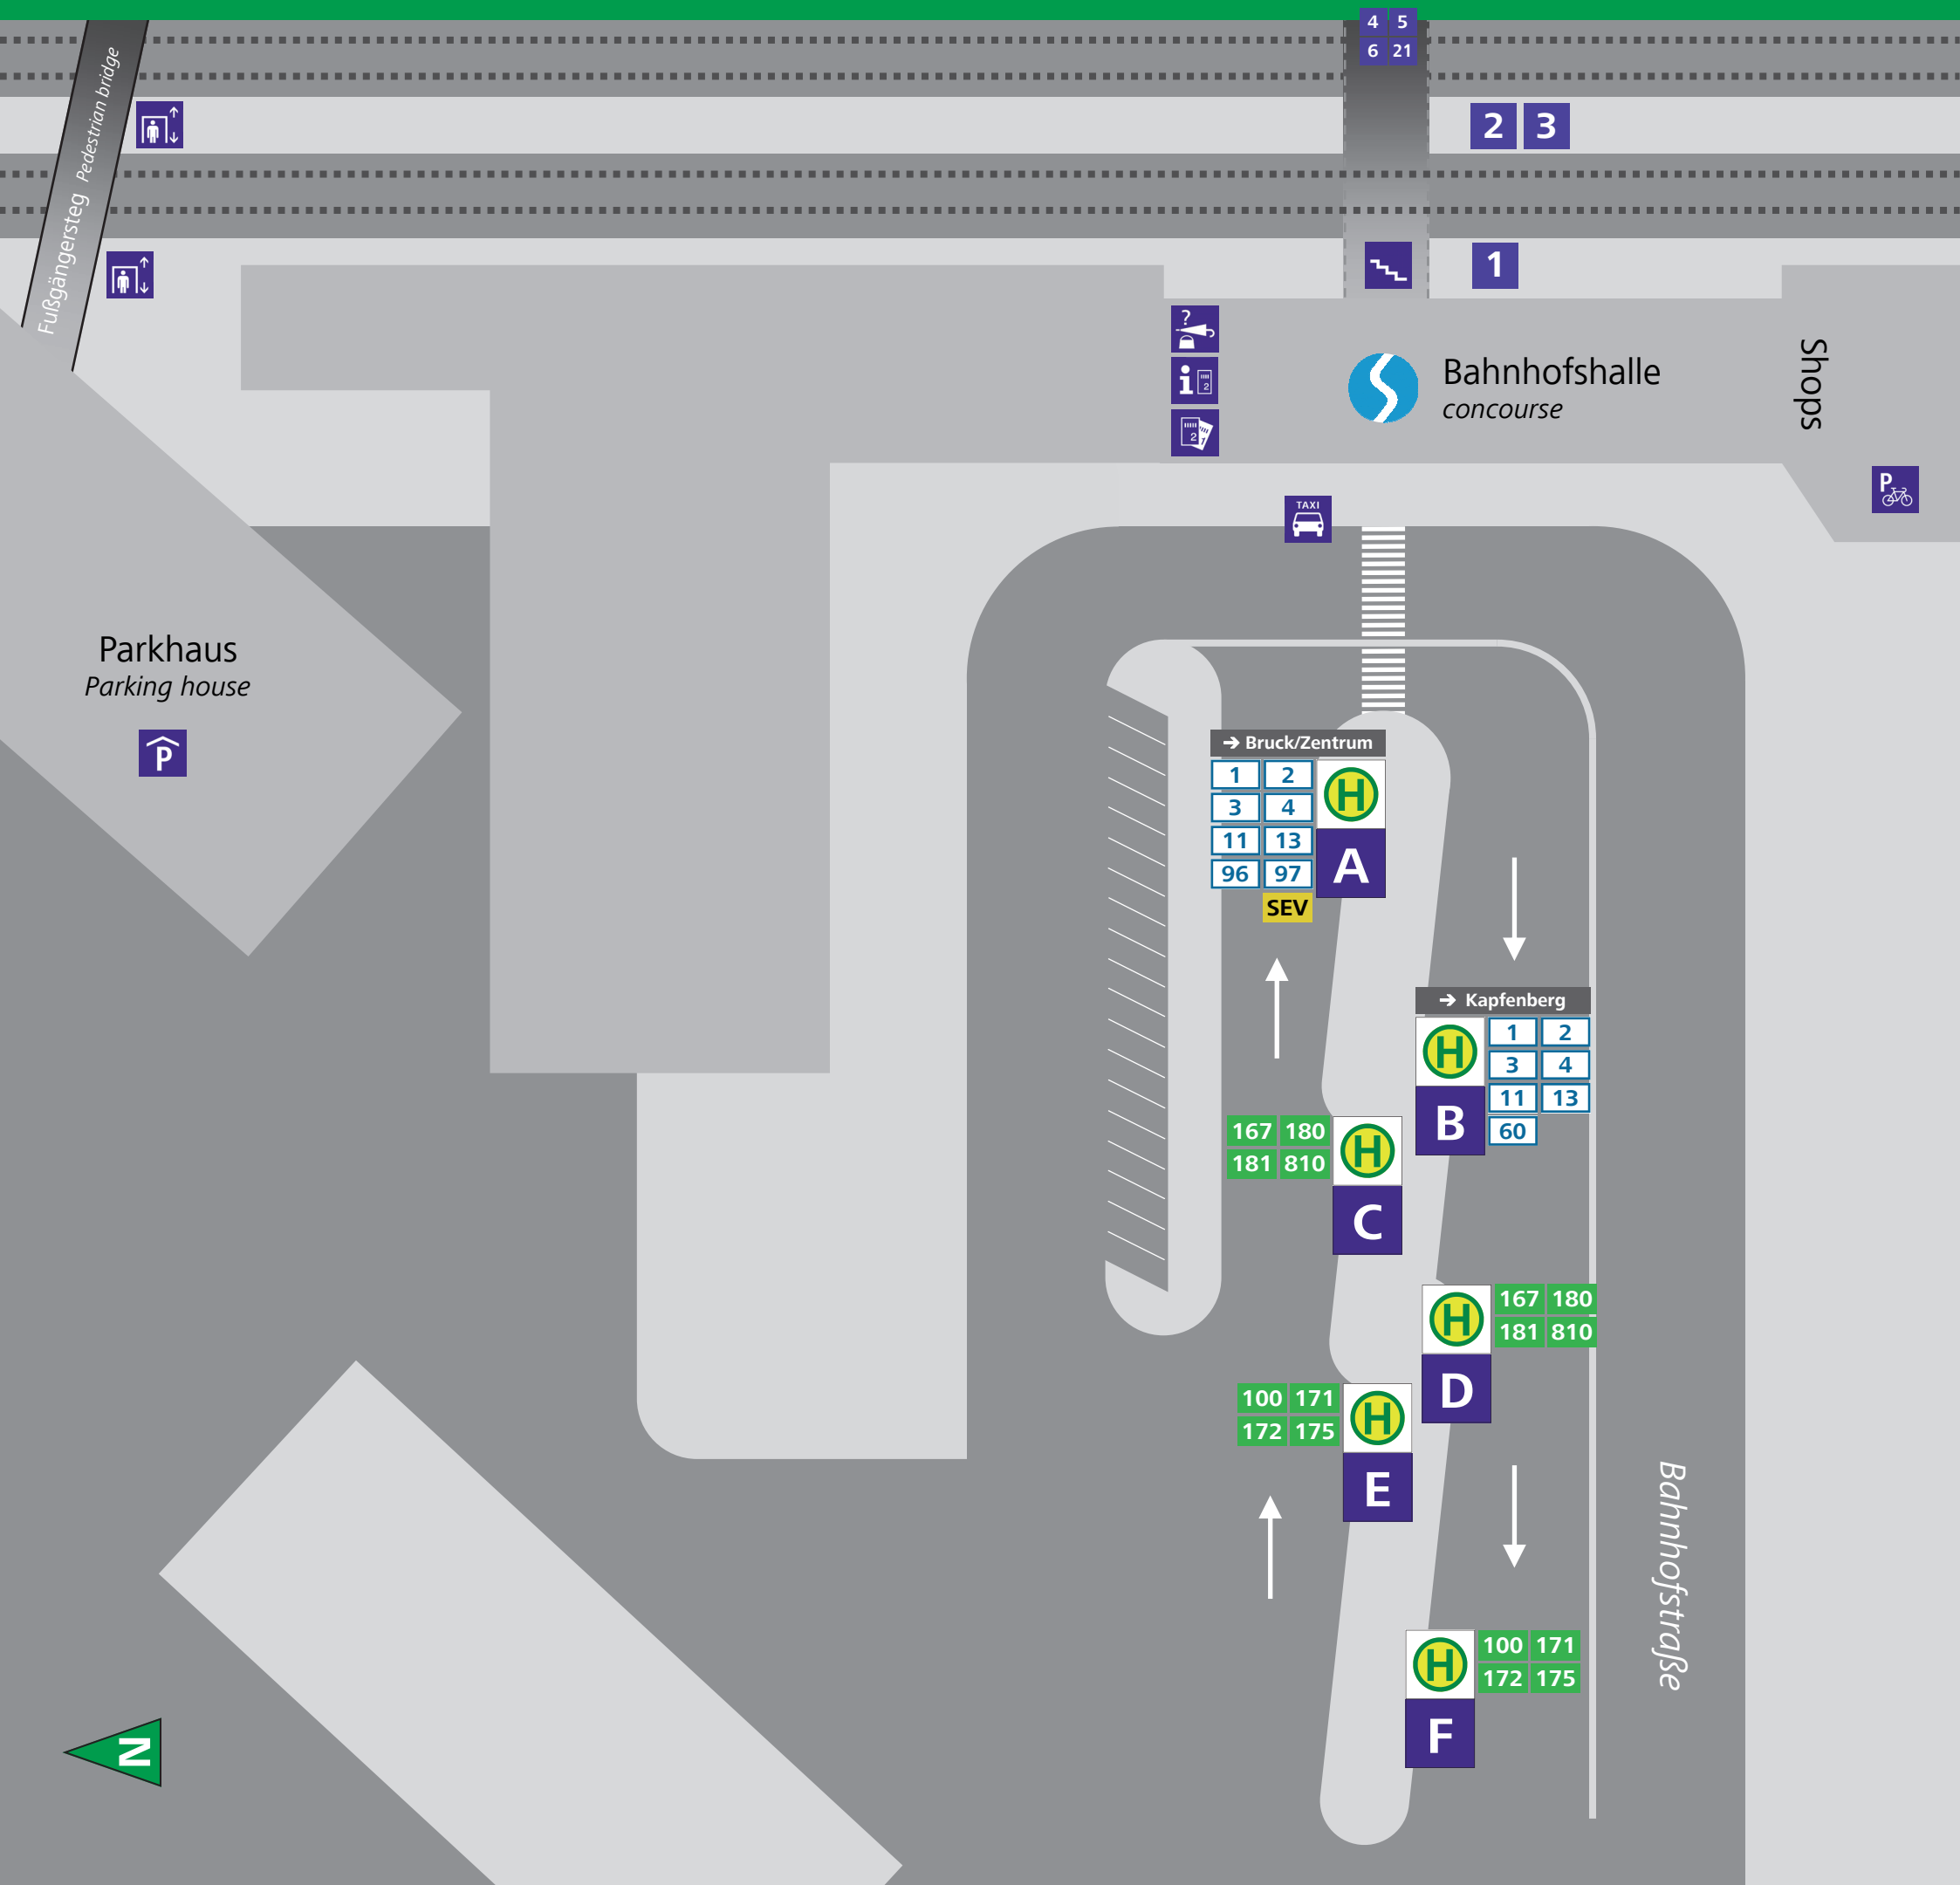 4 5
6 21
Fußgängersteg Pedestrian bridge
2 3
1
?
i 2
2
Bahnhofshalle
concourse
Shops
P
TAXI
Parkhaus
Parking house
P
→ Bruck/Zentrum
1 2 H
3 4
11 13 A
96 97
SEV
→ Kapfenberg
H 1 2
3 4
B 11 13
60
167 180 H
181 810
C
H 167 180
181 810
D
100 171 H
172 175
E
Bahnhofstraße
H 100 171
172 175
F
N